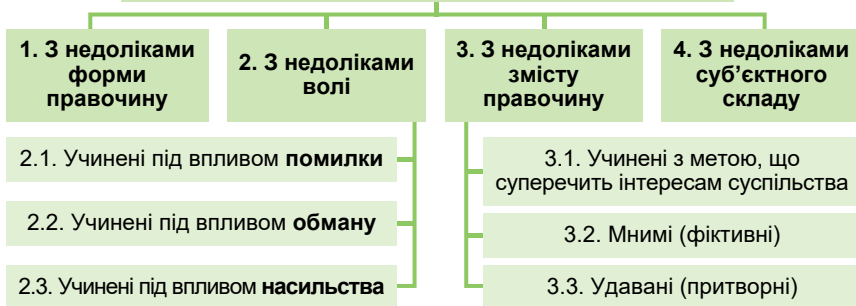 1. З недоліками
форми
правочину
2. З недоліками
волі
3. З недоліками
змісту
правочину
4. З недоліками
суб’єктного
складу
2.1. Учинені під впливом помилки
2.2. Учинені під впливом обману
2.3. Учинені під впливом насильства
3.1. Учинені з метою, що
суперечить інтересам суспільства
3.2. Мнимі (фіктивні)
3.3. Удавані (притворні)